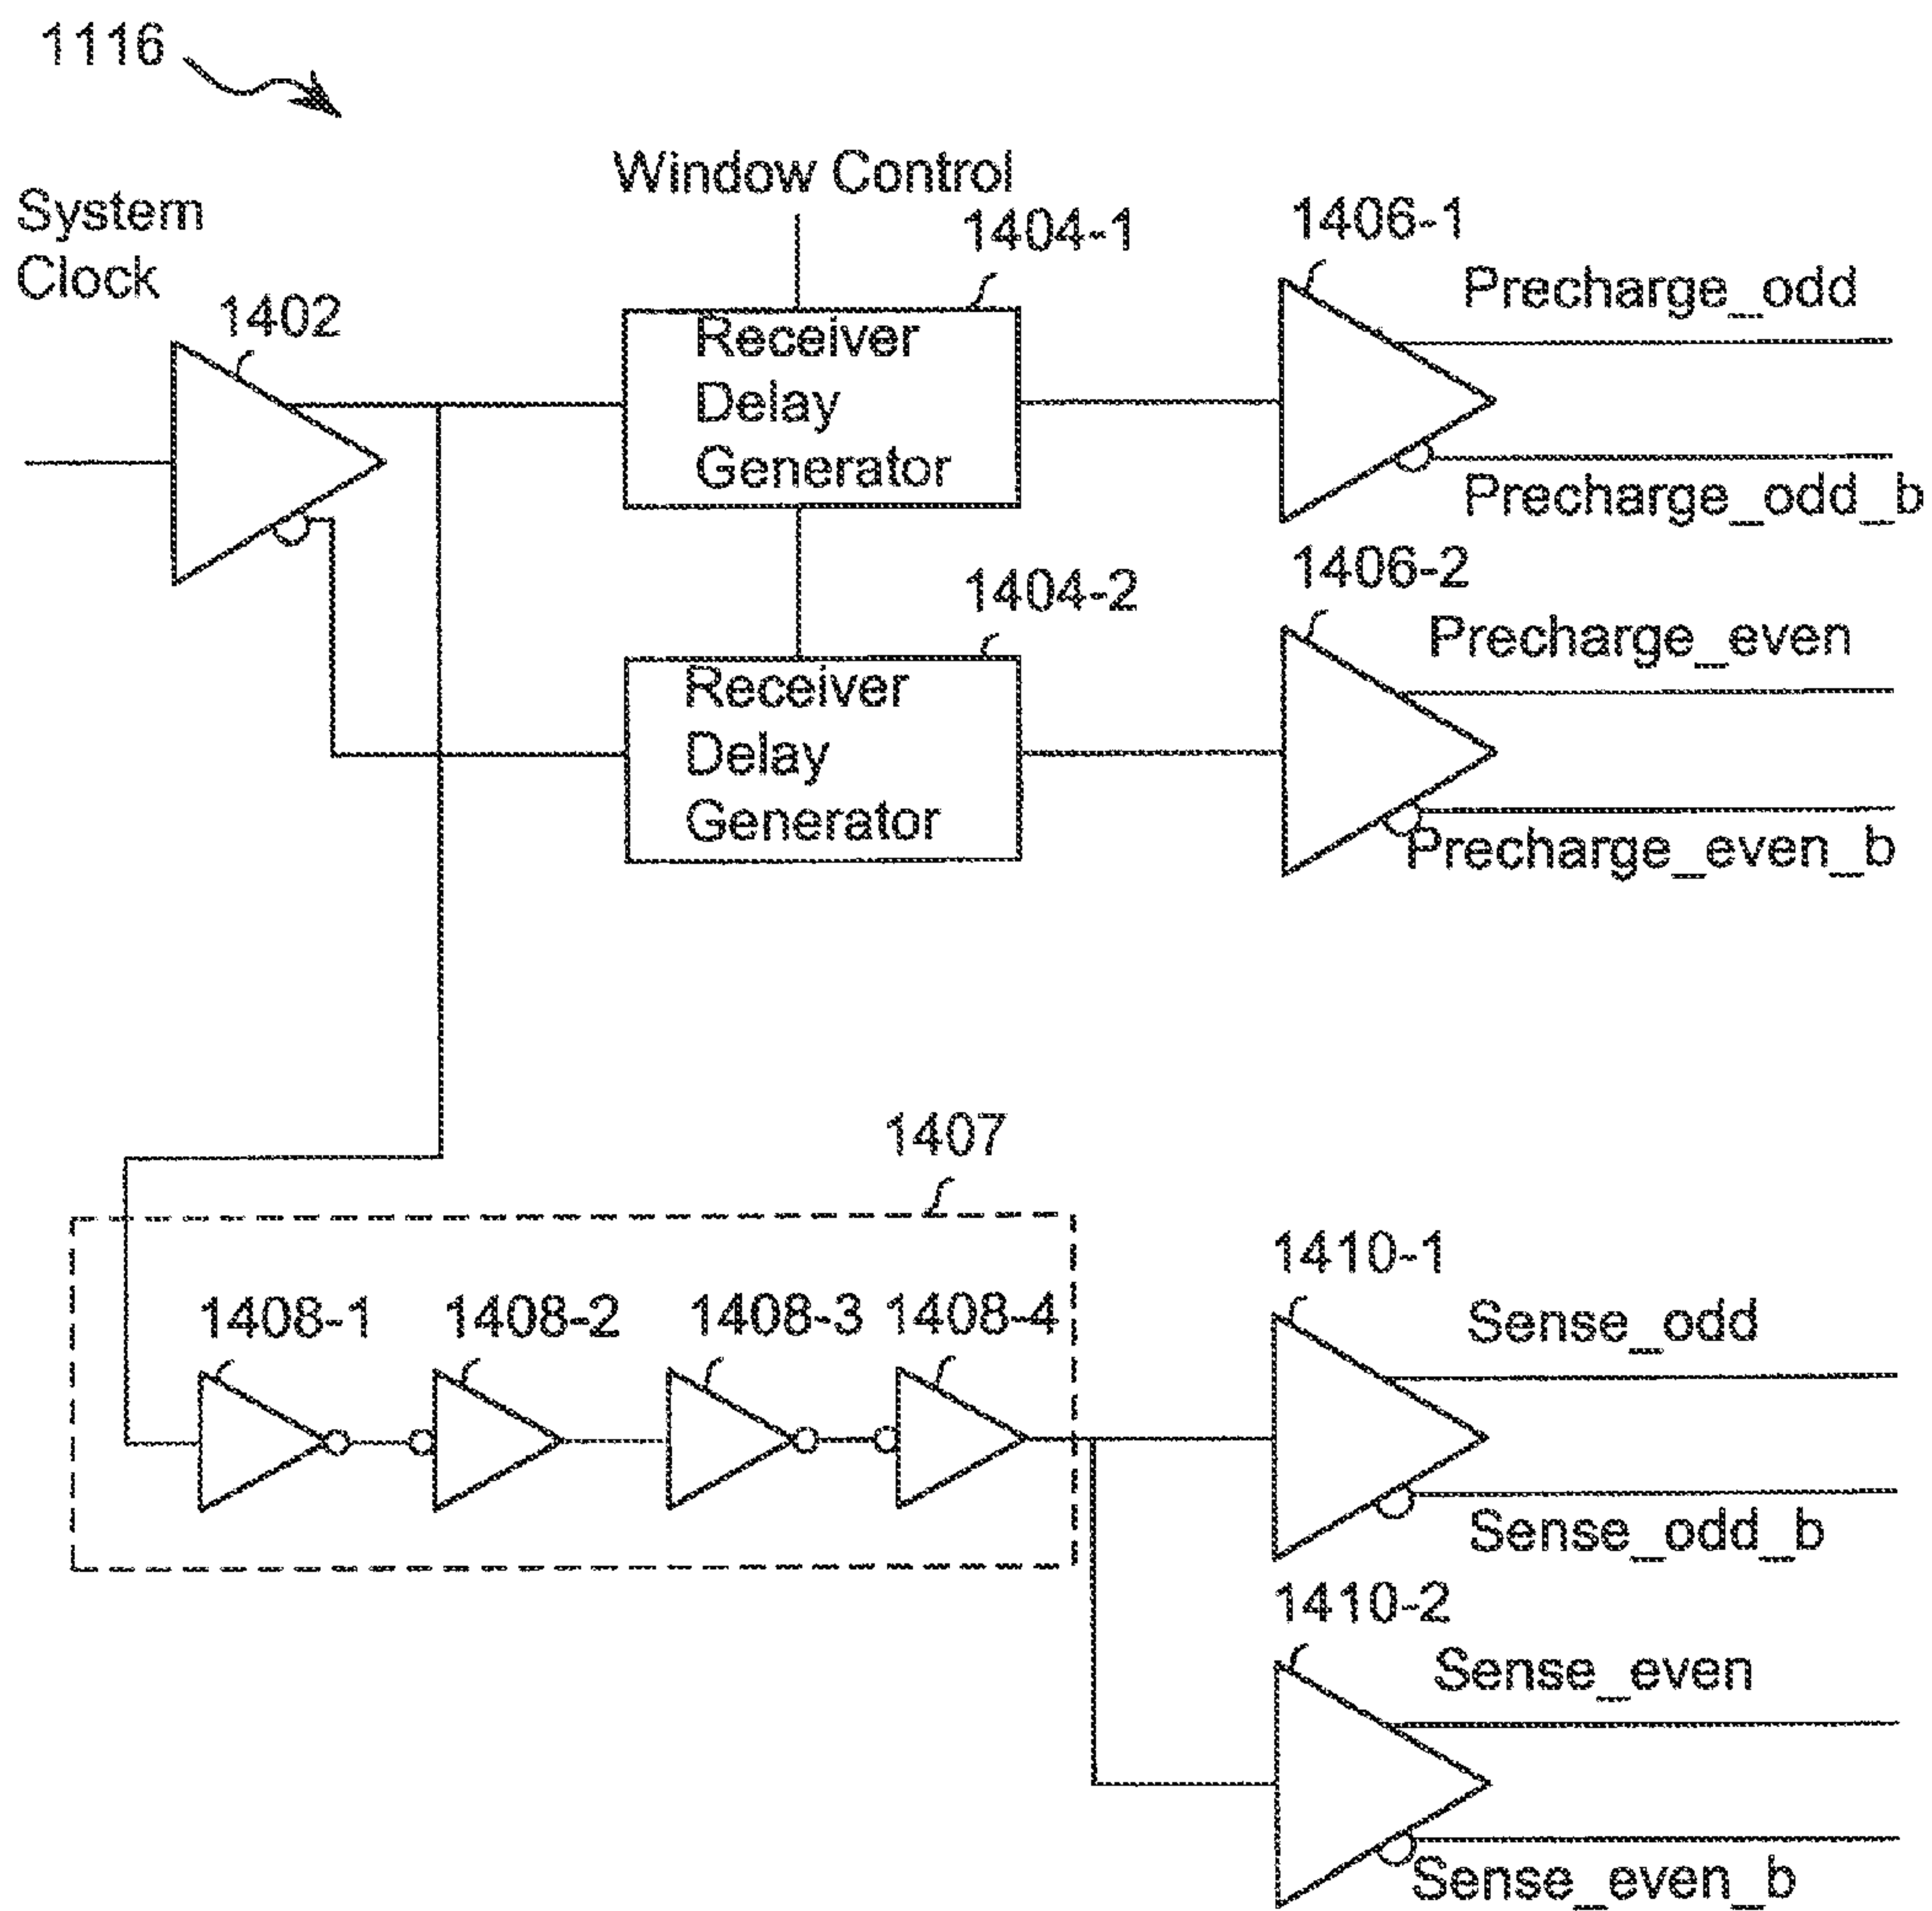 1116
System
Clock
1402
Window Control
1404-1
Receiver
Delay
Generator
1406-1
Precharge_odd
Precharge_odd_b
1404-2
Receiver
Delay
Generator
1406-2
Precharge_even
Precharge_even_b
1407
1408-1
1408-2
1408-3
1408-4
1410-1
Sense_odd
Sense_odd_b
1410-2
Sense_even
Sense_even_b